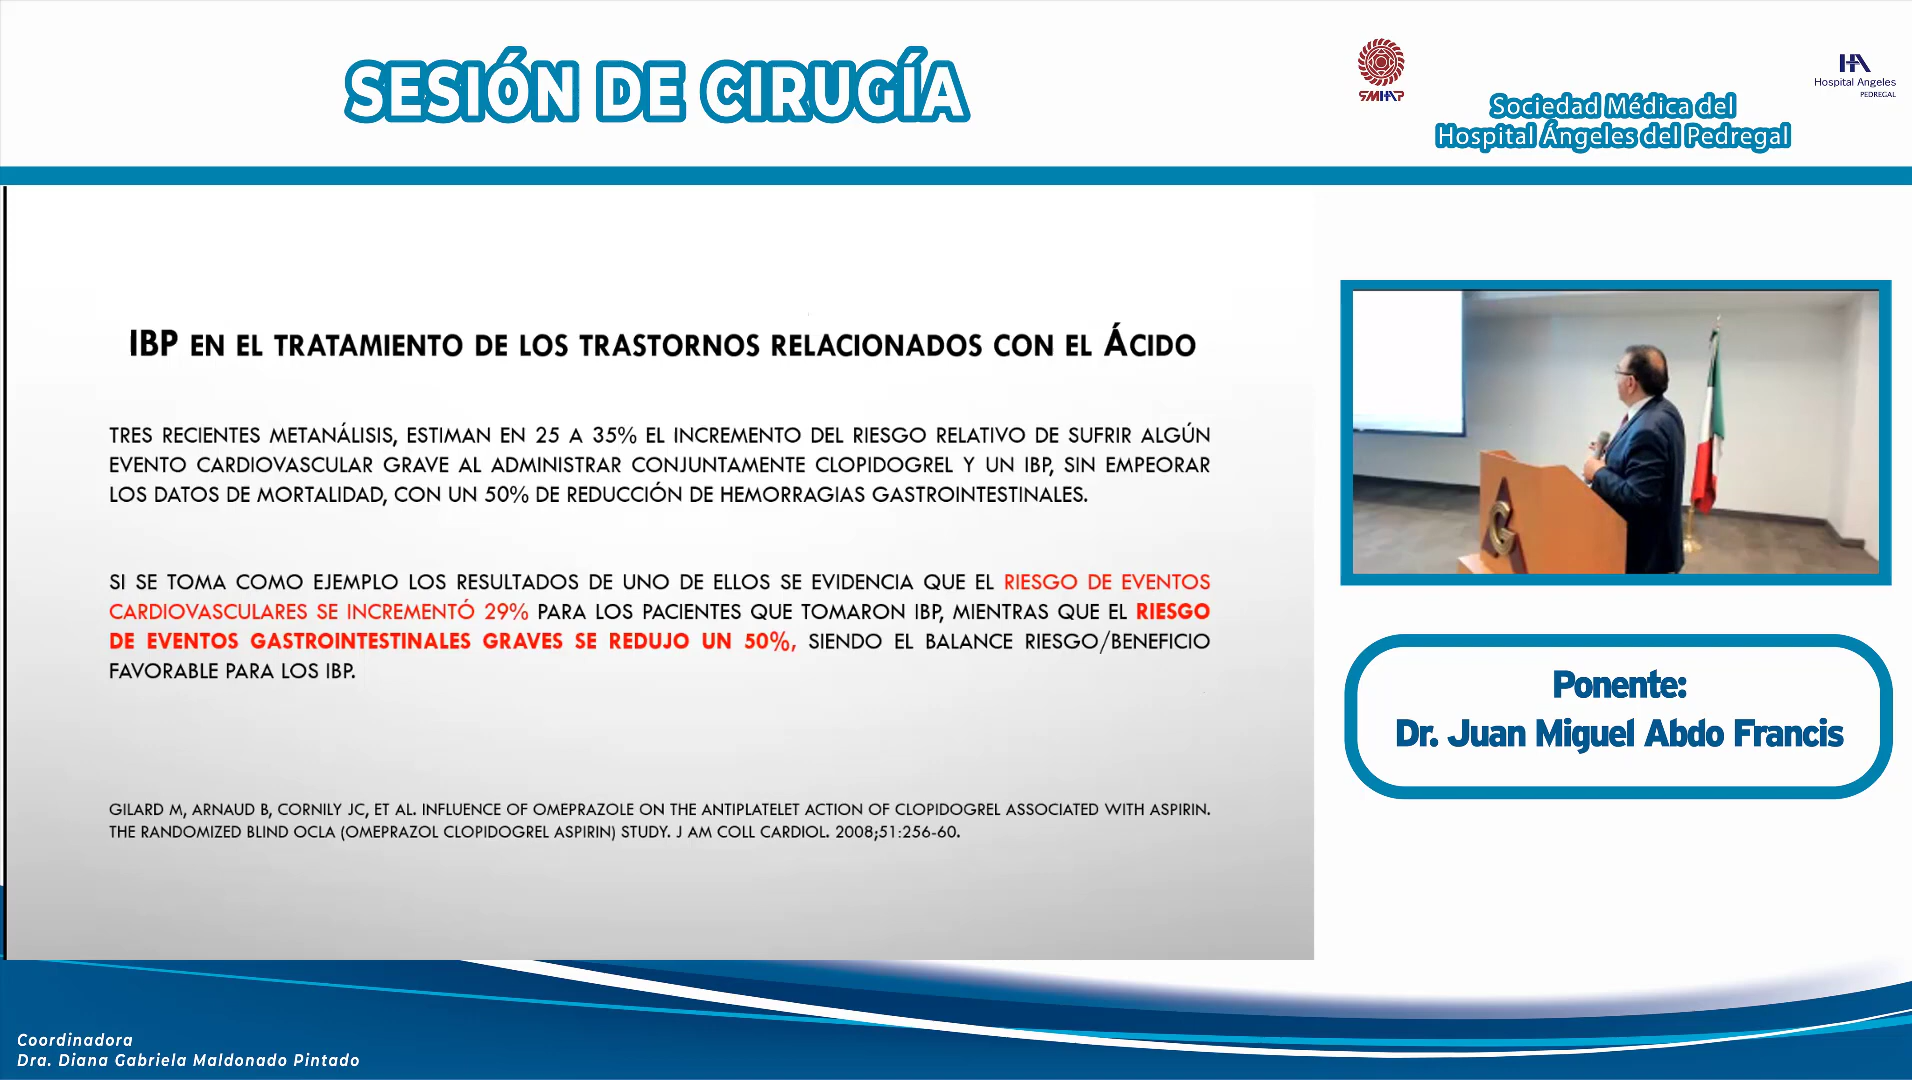 SESIÓN DE CIRUGÍA
SMHAP
Sociedad Médica del
Hospital Ángeles del Pedregal
HA
Hospital Angeles
PEDREGAL
IBP EN EL TRATAMIENTO DE LOS TRASTORNOS RELACIONADOS CON EL ÁCIDO
TRES RECIENTES METANÁLISIS, ESTIMAN EN 25 A 35% EL INCREMENTO DEL RIESGO RELATIVO DE SUFRIR ALGÚN
EVENTO CARDIOVASCULAR GRAVE AL ADMINISTRAR CONJUNTAMENTE CLOPIDOGREL Y UN IBP, SIN EMPEORAR
LOS DATOS DE MORTALIDAD, CON UN 50% DE REDUCCIÓN DE HEMORRAGIAS GASTROINTESTINALES.
SI SE TOMA COMO EJEMPLO LOS RESULTADOS DE UNO DE ELLOS SE EVIDENCIA QUE EL RIESGO DE EVENTOS
CARDIOVASCULARES SE INCREMENTÓ 29% PARA LOS PACIENTES QUE TOMARON IBP, MIENTRAS QUE EL RIESGO
DE EVENTOS GASTROINTESTINALES GRAVES SE REDUJO UN 50%, SIENDO EL BALANCE RIESGO/BENEFICIO
FAVORABLE PARA LOS IBP.
GILARD M, ARNAUD B, CORNILY JC, ET AL. INFLUENCE OF OMEPRAZOLE ON THE ANTIPLATELET ACTION OF CLOPIDOGREL ASSOCIATED WITH ASPIRIN.
THE RANDOMIZED BLIND OCLA (OMEPRAZOL CLOPIDOGREL ASPIRIN) STUDY. J AM COLL CARDIOL. 2008;51:256-60.
Ponente:
Dr. Juan Miguel Abdo Francis
Coordinadora
Dra. Diana Gabriela Maldonado Pintado